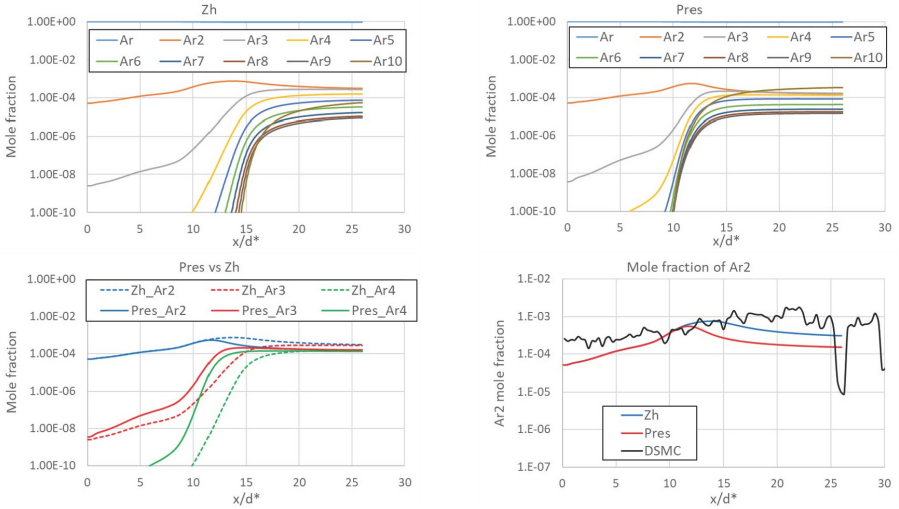 Zh
1.00E+00
1.00E-02
1.00E-04
1.00E-06
1.00E-08
1.00E-10
Mole fraction
Ar Ar2 Ar3 Ar4 Ar5
Ar6 Ar7 Ar8 Ar9 Ar10
0 5 10 15 20 25 30
x/d*
Pres
1.00E+00
1.00E-02
1.00E-04
1.00E-06
1.00E-08
1.00E-10
Mole fraction
Ar Ar2 Ar3 Ar4 Ar5
Ar6 Ar7 Ar8 Ar9 Ar10
0 5 10 15 20 25 30
x/d*
Pres vs Zh
1.00E+00
1.00E-02
1.00E-04
1.00E-06
1.00E-08
1.00E-10
Mole fraction
Zh_Ar2 Zh_Ar3 Zh_Ar4
Pres_Ar2 Pres_Ar3 Pres_Ar4
0 5 10 15 20 25 30
x/d*
Mole fraction of Ar2
1.E-02
1.E-03
1.E-04
1.E-05
1.E-06
1.E-07
Ar2 mole fraction
Zh
Pres
DSMC
0 5 10 15 20 25 30
x/d*